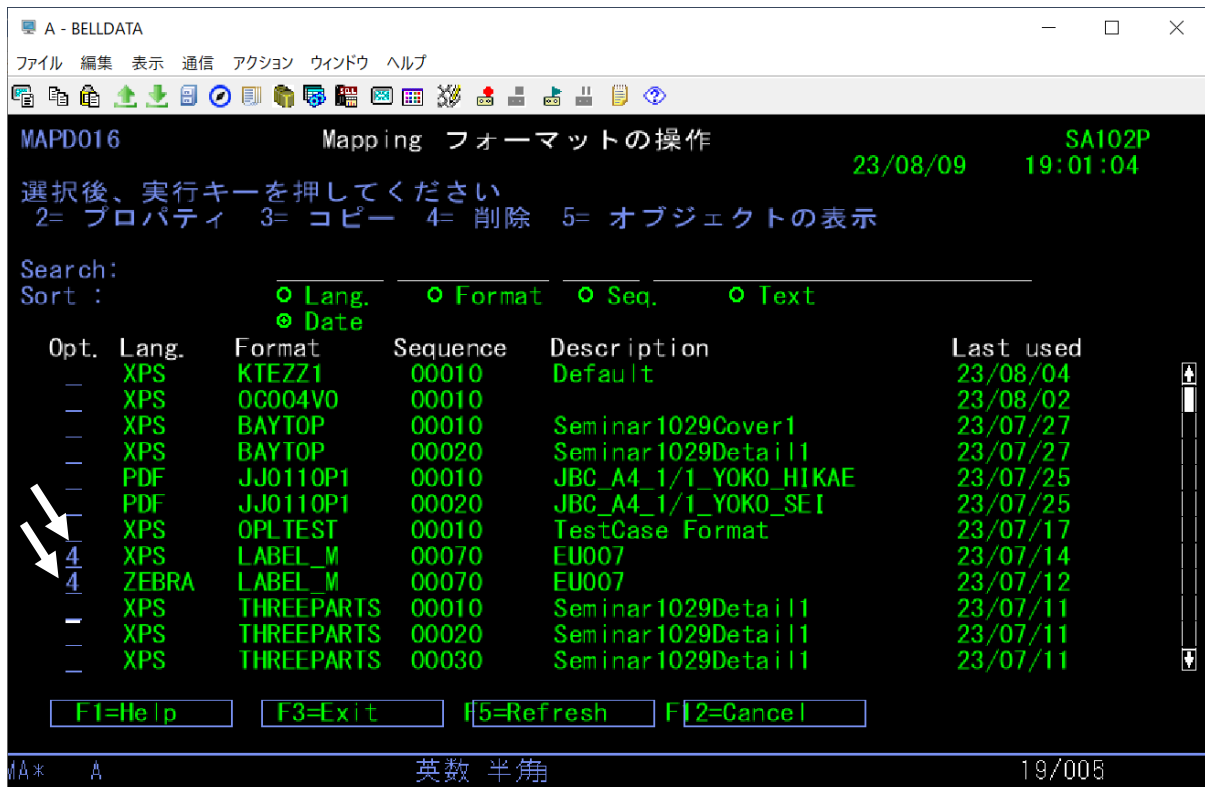 A - BELLDATA
ファイル 編集 表示 通信 アクション ウィンドウ ヘルプ
MAPD016 Mapping フォーマットの操作 SA102P
23/08/09 19:01:04
選択後、実行キーを押してください
2= プロパティ 3= コピー 4= 削除 5= オブジェクトの表示
Search:
Sort : Lang. Format Seq. Text
Date
Opt. Lang. Format Sequence Description Last used
XPS KTEZZ1 00010 Default 23/08/04
XPS OC004V0 00010 23/08/02
XPS BAYTOP 00010 Seminar1029Cover1 23/07/27
XPS BAYTOP 00020 Seminar1029Detail1 23/07/27
PDF JJ0110P1 00010 JBC_A4_1/1_YOKO_HIKAE 23/07/25
PDF JJ0110P1 00020 JBC_A4_1/1_YOKO_SEI 23/07/25
XPS OPLTEST 00010 TestCase Format 23/07/17
4 XPS LABEL_M 00070 EU007 23/07/14
4 ZEBRA LABEL_M 00070 EU007 23/07/12
XPS THREEPARTS 00010 Seminar1029Detail1 23/07/11
XPS THREEPARTS 00020 Seminar1029Detail1 23/07/11
XPS THREEPARTS 00030 Seminar1029Detail1 23/07/11
F1=Help F3=Exit F5=Refresh F12=Cancel
MA* A 英数 半角 19/005